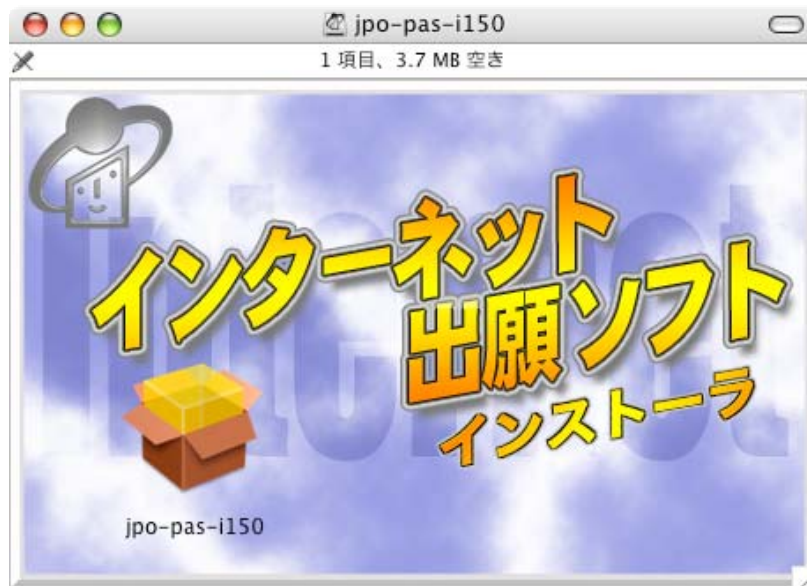 jpo-pas-i150
1 項目、3.7 MB 空き
Internet
インターネット
出願ソフト
インストーラ
jpo-pas-i150